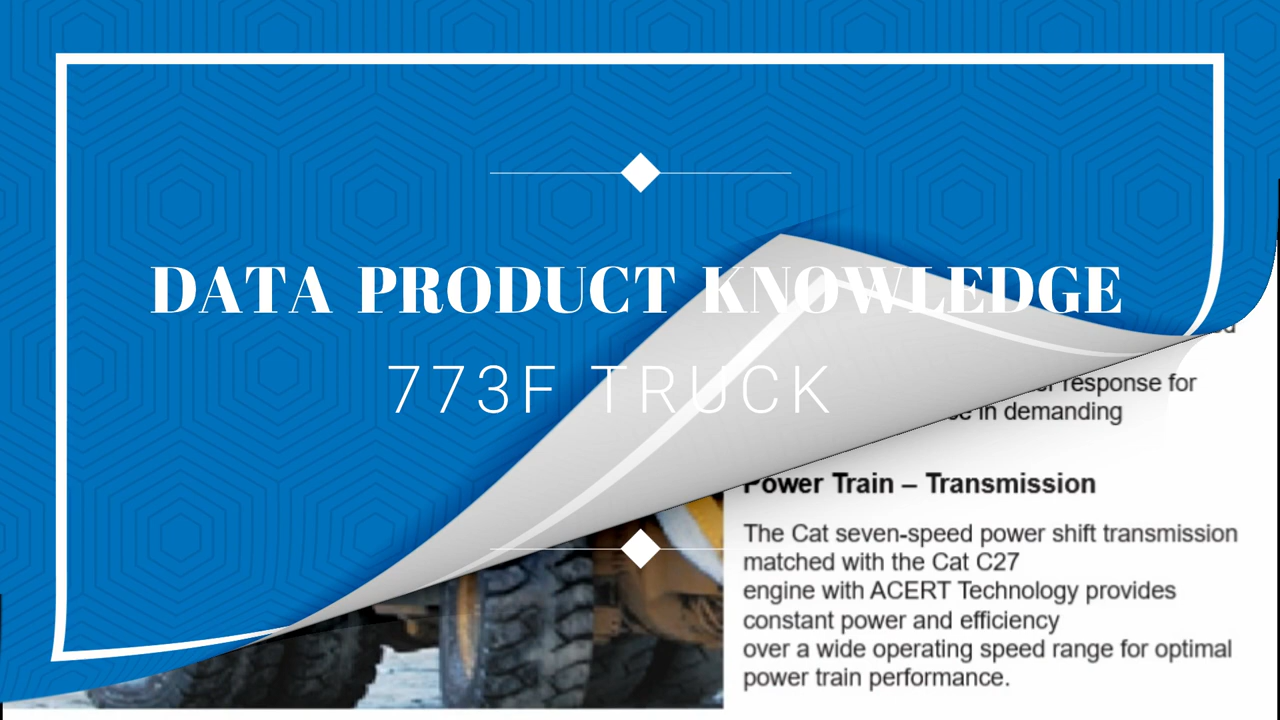 DATA PRODUCT KNOWLEDGE
773F TRUCK
response for
in demanding
Power Train – Transmission
The Cat seven-speed power shift transmission
matched with the Cat C27
engine with ACERT Technology provides
constant power and efficiency
over a wide operating speed range for optimal
power train performance.